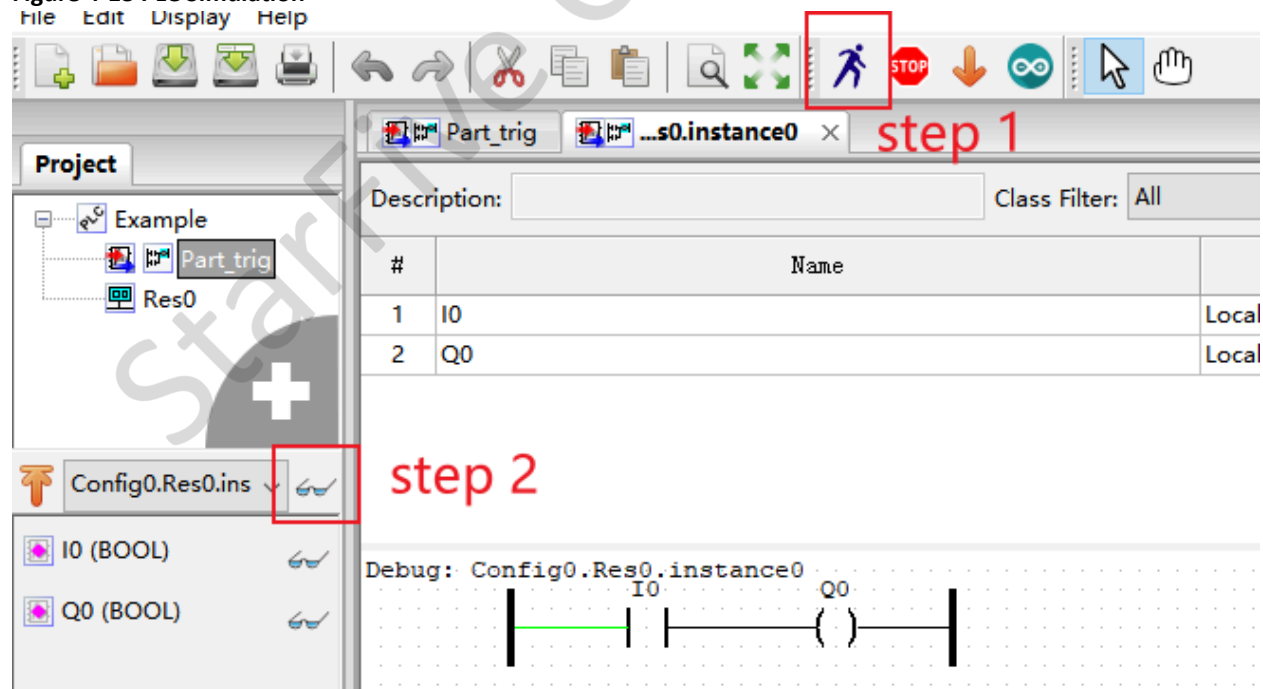 File Edit Display Help
STOP
Part_trig ...s0.instance0 ×
step 1
Project
Description: Class Filter: All
Example
Part_trig
Res0
# Name
1 I0 Local
2 Q0 Local
StarFive
Config0.Res0.ins
step 2
I0 (BOOL)
Q0 (BOOL)
Debug: Config0.Res0.instance0
I0 Q0